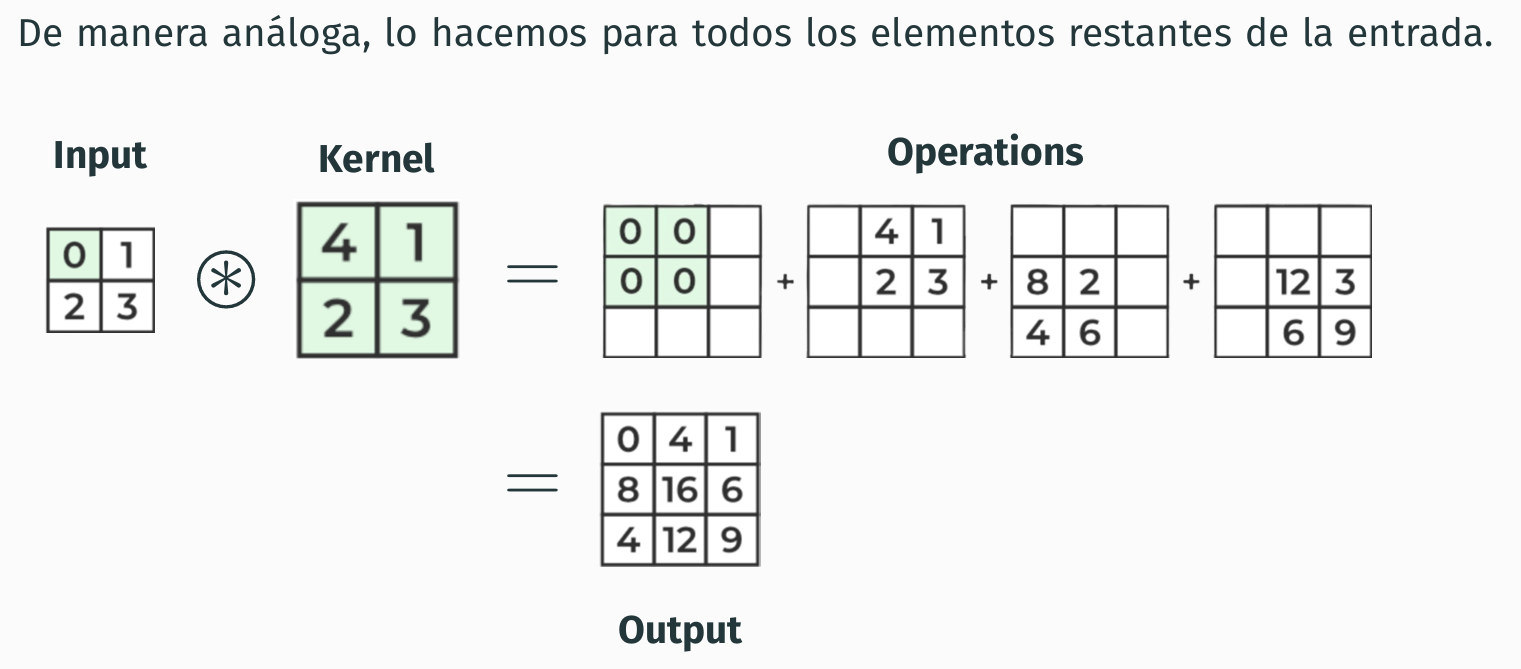 De manera análoga, lo hacemos para todos los elementos restantes de la entrada.
Input Kernel Operations
0 1
2 3
4 1
2 3
=
0 0
0 0
+
4 1
2 3
+
8 2
4 6
+
12 3
6 9
=
0 4 1
8 16 6
4 12 9
Output